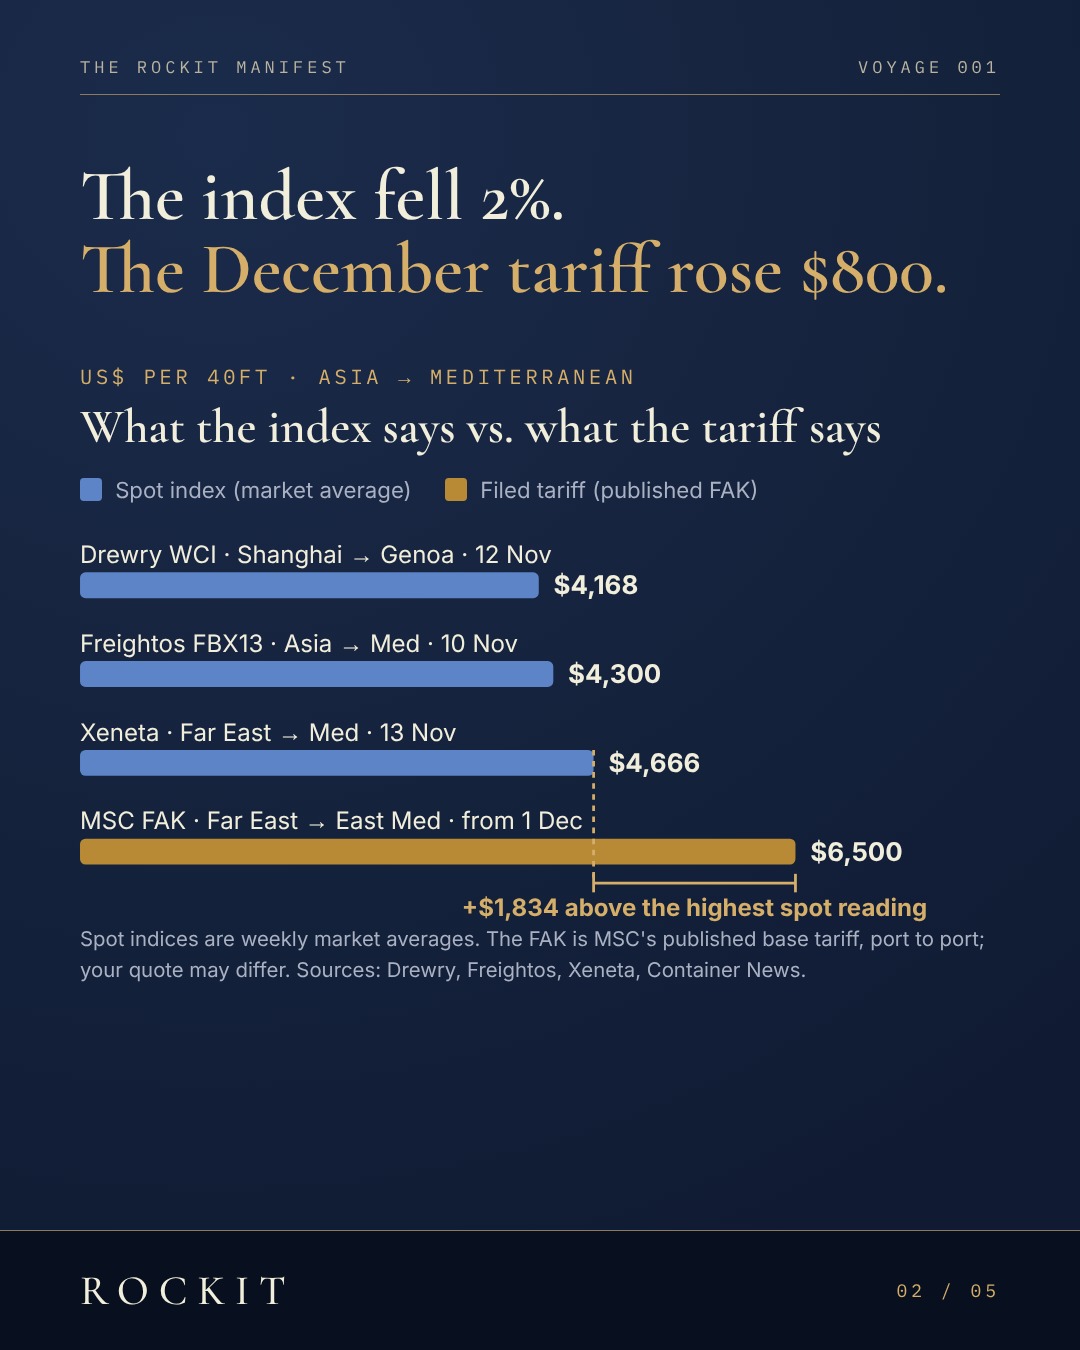 THE ROCKIT MANIFEST
VOYAGE 001
The index fell 2%.
The December tariff rose $800.
US$ PER 40FT · ASIA → MEDITERRANEAN
What the index says vs. what the tariff says
Spot index (market average)
Filed tariff (published FAK)
Drewry WCI · Shanghai → Genoa · 12 Nov
$4,168
Freightos FBX13 · Asia → Med · 10 Nov
$4,300
Xeneta · Far East → Med · 13 Nov
$4,666
MSC FAK · Far East → East Med · from 1 Dec
$6,500
+$1,834 above the highest spot reading
Spot indices are weekly market averages. The FAK is MSC's published base tariff, port to port;
your quote may differ. Sources: Drewry, Freightos, Xeneta, Container News.
ROCKIT
02 / 05